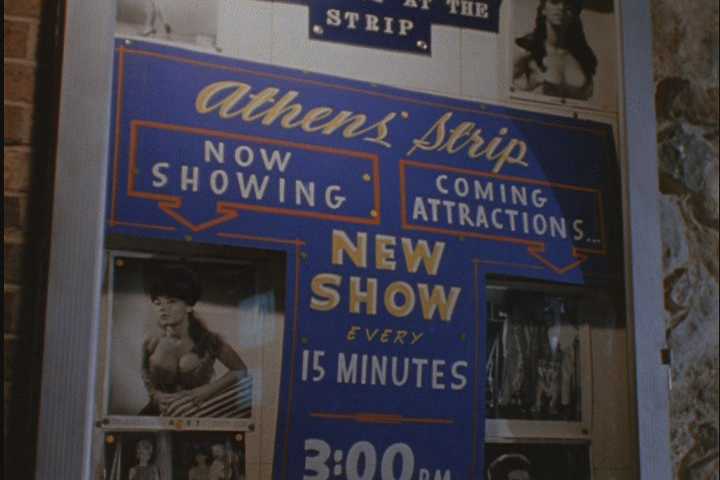 AT THE
STRIP
Athens' Strip
NOW
SHOWING
COMING
ATTRACTIONS...
NEW
SHOW
EVERY
15 MINUTES
3:00 P.M.